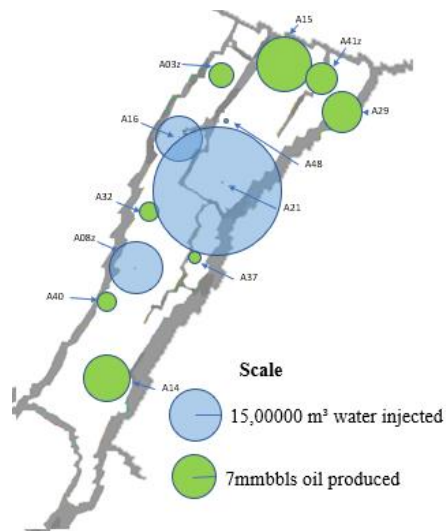 A15
A41z
A03z
A16
A29
A48
A21
A32
A08z
A37
A40
A14
Scale
15,00000 m³ water injected
7mmbbls oil produced